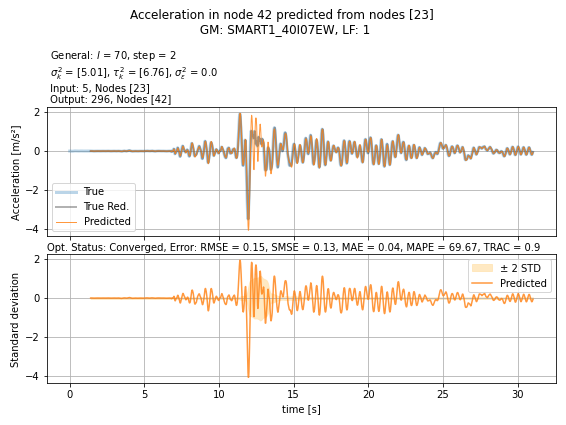 Acceleration in node 42 predicted from nodes [23]
GM: SMART1_40I07EW, LF: 1
General: l = 70, step = 2
σ²ₖ = [5.01], τ²ₖ = [6.76], σ²ε = 0.0
Input: 5, Nodes [23]
Output: 296, Nodes [42]
2
0
−2
−4
Acceleration [m/s²]
True
True Red.
Predicted
Opt. Status: Converged, Error: RMSE = 0.15, SMSE = 0.13, MAE = 0.04, MAPE = 69.67, TRAC = 0.9
2
0
−2
−4
Standard deviation
± 2 STD
Predicted
0 5 10 15 20 25 30
time [s]